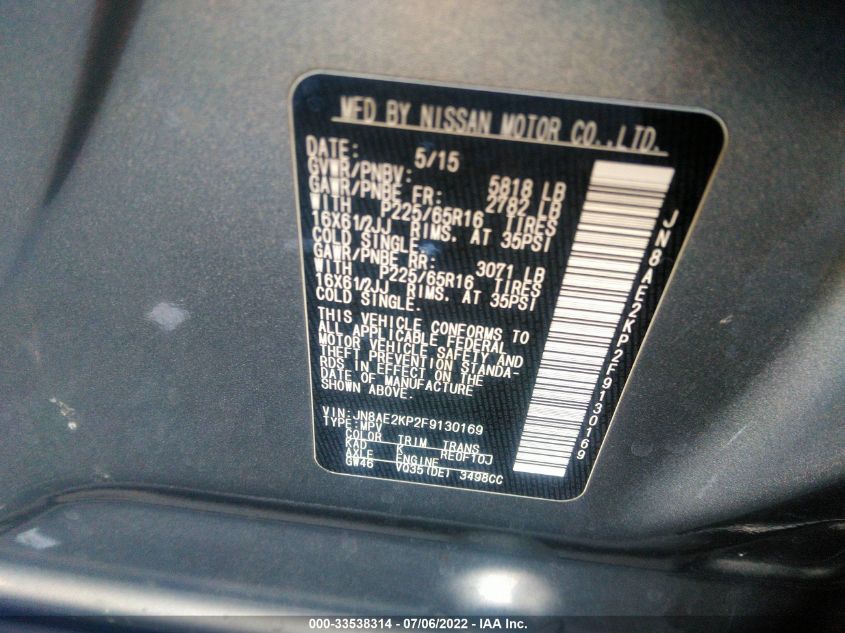 MFD BY NISSAN MOTOR CO.,LTD.
DATE: 5/15
GVWR/PNBV: 5818 LB
GAWR/PNBE FR: 2782 LB
WITH P225/65R16 TIRES
16X61/2JJ RIMS. AT 35PSI
COLD SINGLE.
GAWR/PNBE RR: 3071 LB
WITH P225/65R16 TIRES
16X61/2JJ RIMS. AT 35PSI
COLD SINGLE.
THIS VEHICLE CONFORMS TO
ALL APPLICABLE FEDERAL
MOTOR VEHICLE SAFETY AND
THEFT PREVENTION STANDA-
RDS IN EFFECT ON THE
DATE OF MANUFACTURE
SHOWN ABOVE.
VIN:JN8AE2KP2F9130169
TYPE:MPV
COLOR TRIM TRANS
KAD K RE0F10J
AXLE ENGINE
GW46 VQ35(DE) 3498CC
JN8AE2KP2F9130169
000-33538314 - 07/06/2022 - IAA Inc.